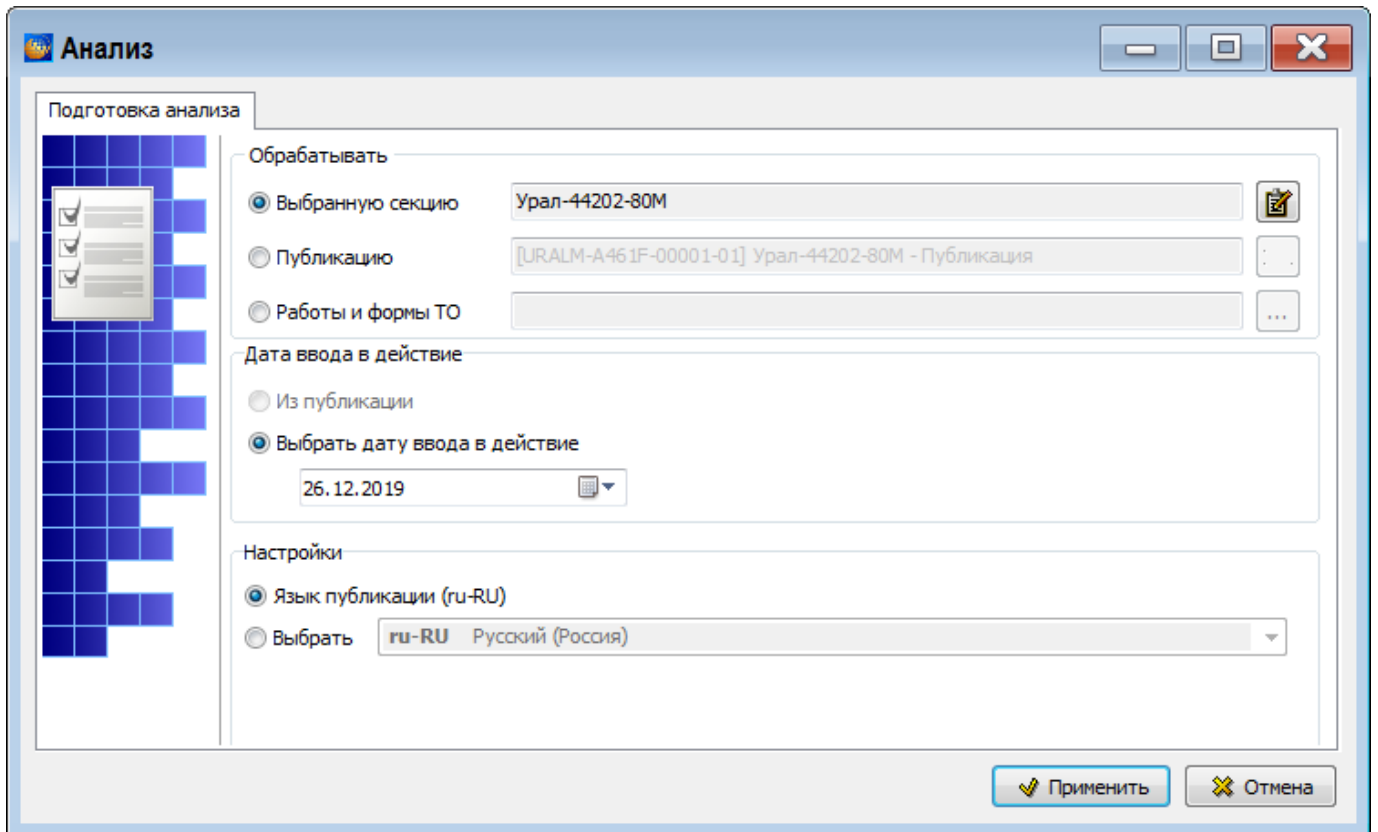 Анализ
Подготовка анализа
Обрабатывать
Выбранную секцию Урал-44202-80М
Публикацию [URALM-A461F-00001-01] Урал-44202-80М - Публикация
Работы и формы ТО ...
Дата ввода в действие
Из публикации
Выбрать дату ввода в действие
26.12.2019
Настройки
Язык публикации (ru-RU)
Выбрать ru-RU Русский (Россия)
Применить Отмена